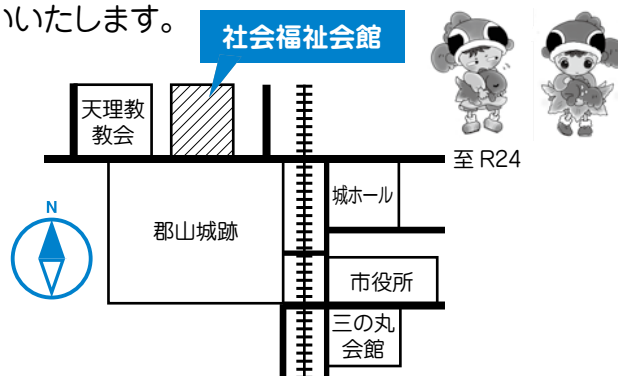 いいたします。
社会福祉会館
天理教
教会
至 R24
城ホール
N
郡山城跡
市役所
三の丸
会館